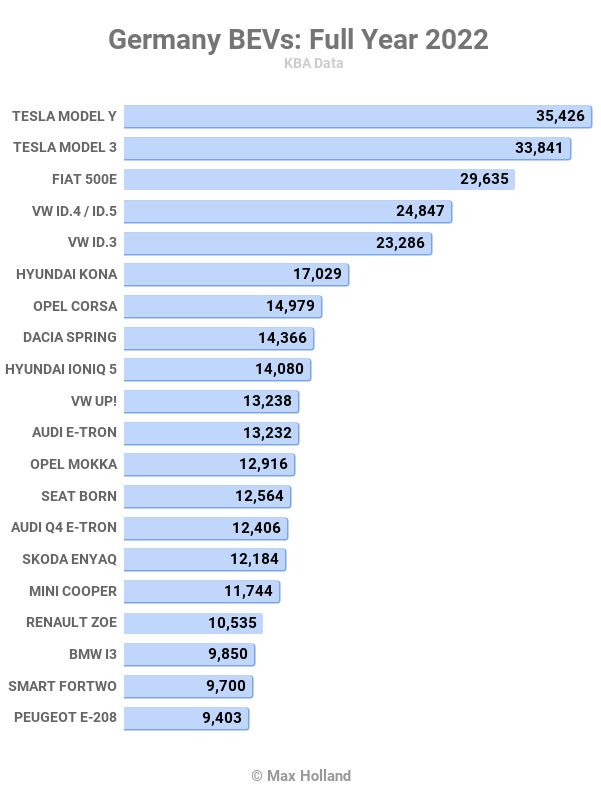 Germany BEVs: Full Year 2022
KBA Data
TESLA MODEL Y 35,426
TESLA MODEL 3 33,841
FIAT 500E 29,635
VW ID.4 / ID.5 24,847
VW ID.3 23,286
HYUNDAI KONA 17,029
OPEL CORSA 14,979
DACIA SPRING 14,366
HYUNDAI IONIQ 5 14,080
VW UP! 13,238
AUDI E-TRON 13,232
OPEL MOKKA 12,916
SEAT BORN 12,564
AUDI Q4 E-TRON 12,406
SKODA ENYAQ 12,184
MINI COOPER 11,744
RENAULT ZOE 10,535
BMW I3 9,850
SMART FORTWO 9,700
PEUGEOT E-208 9,403
© Max Holland